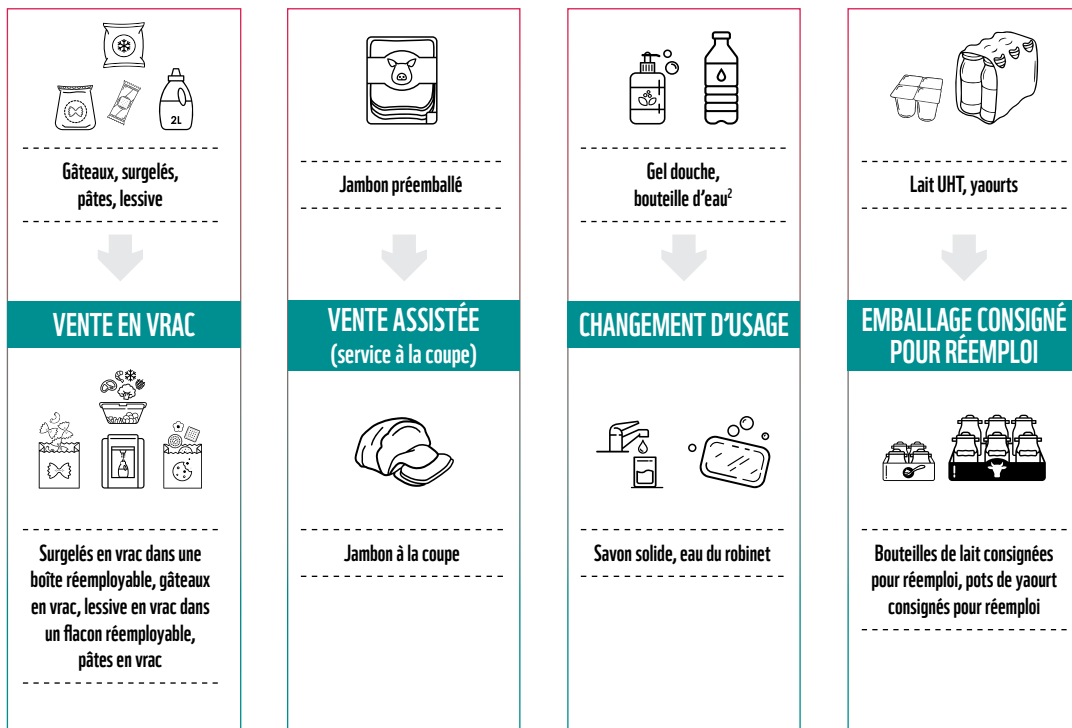 2L
Gâteaux, surgelés,
pâtes, lessive
VENTE EN VRAC
Surgelés en vrac dans une
boîte réemployable, gâteaux
en vrac, lessive en vrac dans
un flacon réemployable,
pâtes en vrac
Jambon préemballé
VENTE ASSISTÉE
(service à la coupe)
Jambon à la coupe
Gel douche,
bouteille d'eau²
CHANGEMENT D'USAGE
Savon solide, eau du robinet
Lait UHT, yaourts
EMBALLAGE CONSIGNÉ
POUR RÉEMPLOI
Bouteilles de lait consignées
pour réemploi, pots de yaourt
consignés pour réemploi